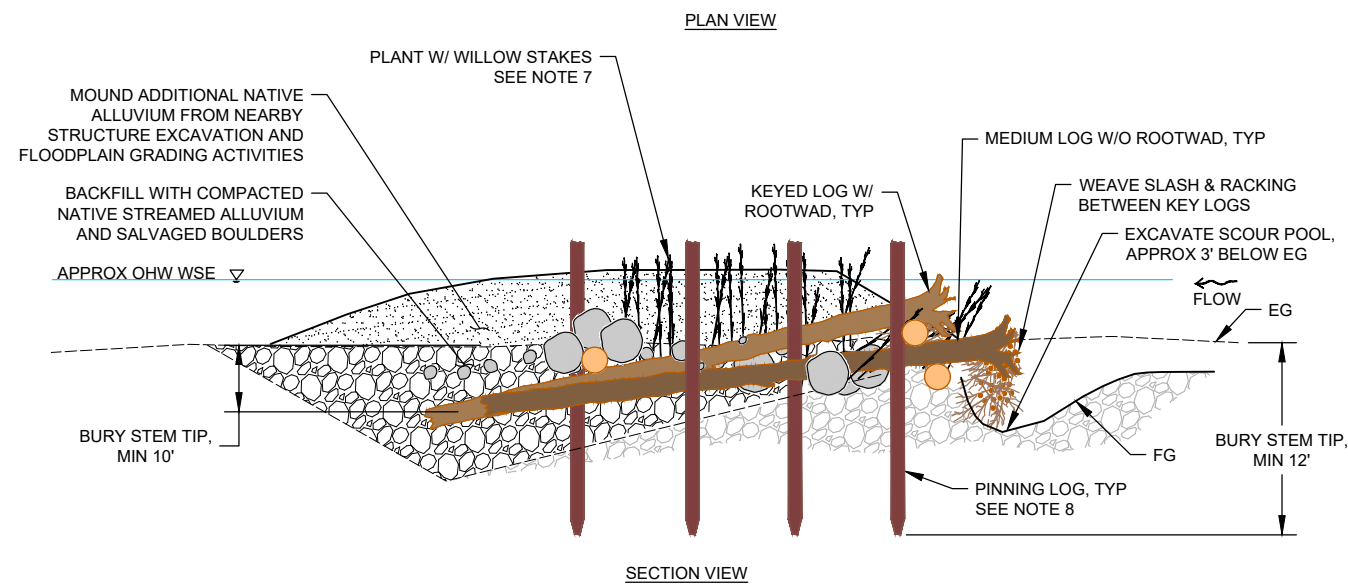 PLAN VIEW
PLANT W/ WILLOW STAKES
SEE NOTE 7
MOUND ADDITIONAL NATIVE
ALLUVIUM FROM NEARBY
STRUCTURE EXCAVATION AND
FLOODPLAIN GRADING ACTIVITIES
MEDIUM LOG W/O ROOTWAD, TYP
BACKFILL WITH COMPACTED
NATIVE STREAMED ALLUVIUM
AND SALVAGED BOULDERS
KEYED LOG W/
ROOTWAD, TYP
WEAVE SLASH & RACKING
BETWEEN KEY LOGS
EXCAVATE SCOUR POOL,
APPROX 3' BELOW EG
APPROX OHW WSE
FLOW
EG
BURY STEM TIP,
MIN 10'
BURY STEM TIP,
MIN 12'
FG
PINNING LOG, TYP
SEE NOTE 8
SECTION VIEW